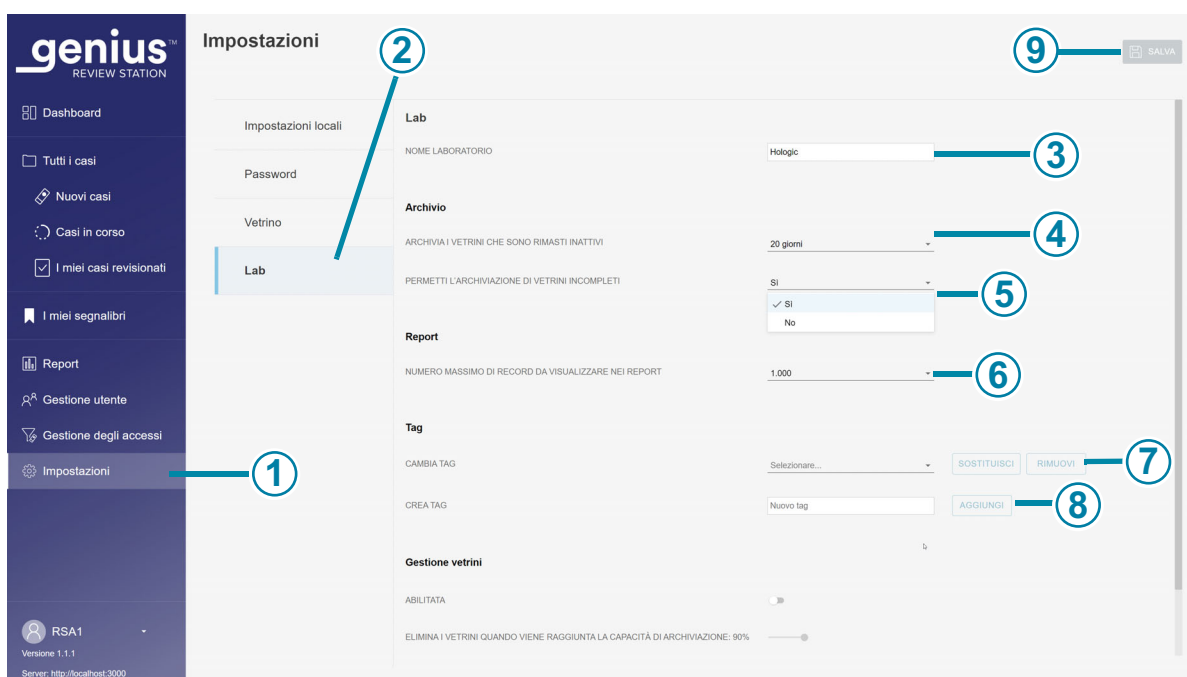 genius™
REVIEW STATION
Dashboard
Tutti i casi
Nuovi casi
Casi in corso
I miei casi revisionati
I miei segnalibri
Report
Gestione utente
Gestione degli accessi
Impostazioni
1
RSA1
Versione 1.1.1
Server: http://localhost:3000
Impostazioni
2
9
SALVA
Impostazioni locali
Password
Vetrino
Lab
Lab
NOME LABORATORIO
Hologic
3
Archivio
ARCHIVIA I VETRINI CHE SONO RIMASTI INATTIVI
20 giorni
4
PERMETTI L'ARCHIVIAZIONE DI VETRINI INCOMPLETI
Sì
5
Sì
No
Report
NUMERO MASSIMO DI RECORD DA VISUALIZZARE NEI REPORT
1.000
6
Tag
CAMBIA TAG
Selezionare...
SOSTITUISCI
RIMUOVI
7
CREA TAG
Nuovo tag
AGGIUNGI
8
Gestione vetrini
ABILITATA
ELIMINA I VETRINI QUANDO VIENE RAGGIUNTA LA CAPACITÀ DI ARCHIVIAZIONE: 90%